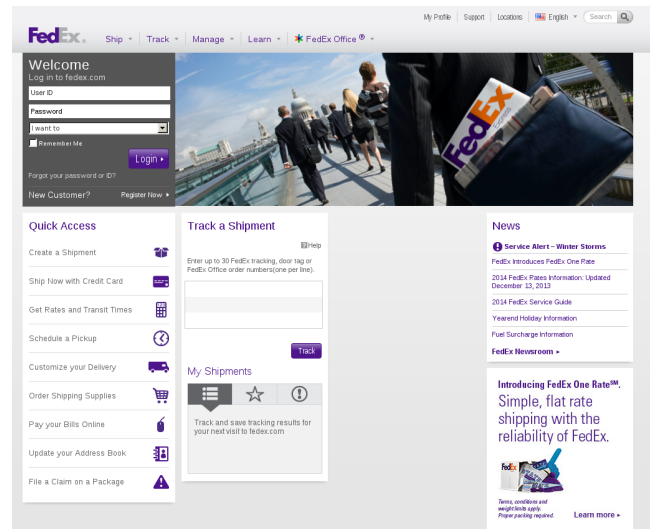 My Profile Support Locations English Search
FedEx® Ship Track Manage Learn FedEx Office ®
Welcome
Log in to fedex.com
User ID
Password
I want to
Remember Me
Login
Forgot your password or ID?
New Customer? Register Now
FedEx
Express
Quick Access
Create a Shipment
Ship Now with Credit Card
Get Rates and Transit Times
Schedule a Pickup
Customize your Delivery
Order Shipping Supplies
Pay your Bills Online
Update your Address Book
File a Claim on a Package
Track a Shipment
Help
Enter up to 30 FedEx tracking, door tag or
FedEx Office order numbers(one per line).
Track
My Shipments
Track and save tracking results for
your next visit to fedex.com
News
Service Alert – Winter Storms
FedEx Introduces FedEx One Rate
2014 FedEx Rates Information: Updated
December 13, 2013
2014 FedEx Service Guide
Yearend Holiday Information
Fuel Surcharge Information
FedEx Newsroom
Introducing FedEx One Rate℠.
Simple, flat rate
shipping with the
reliability of FedEx.
FedEx
Terms, conditions and
weight limits apply.
Proper packing required. Learn more